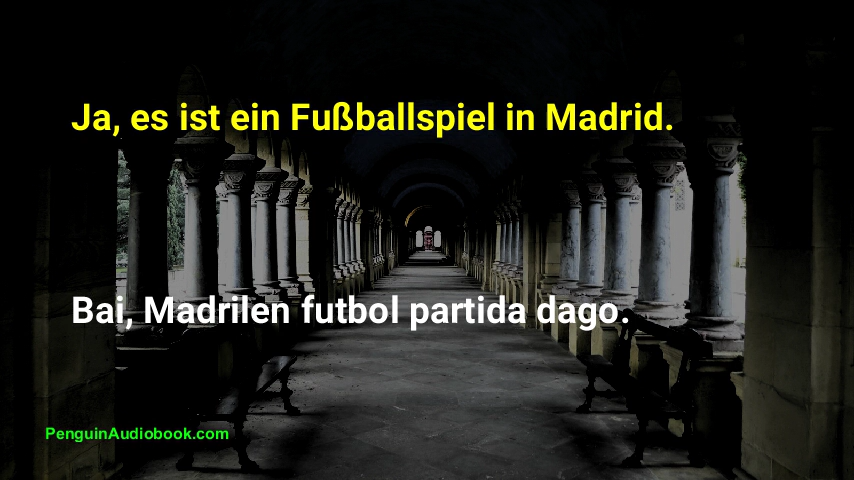 Ja, es ist ein Fußballspiel in Madrid.
Bai, Madrilen futbol partida dago.
PenguinAudiobook.com